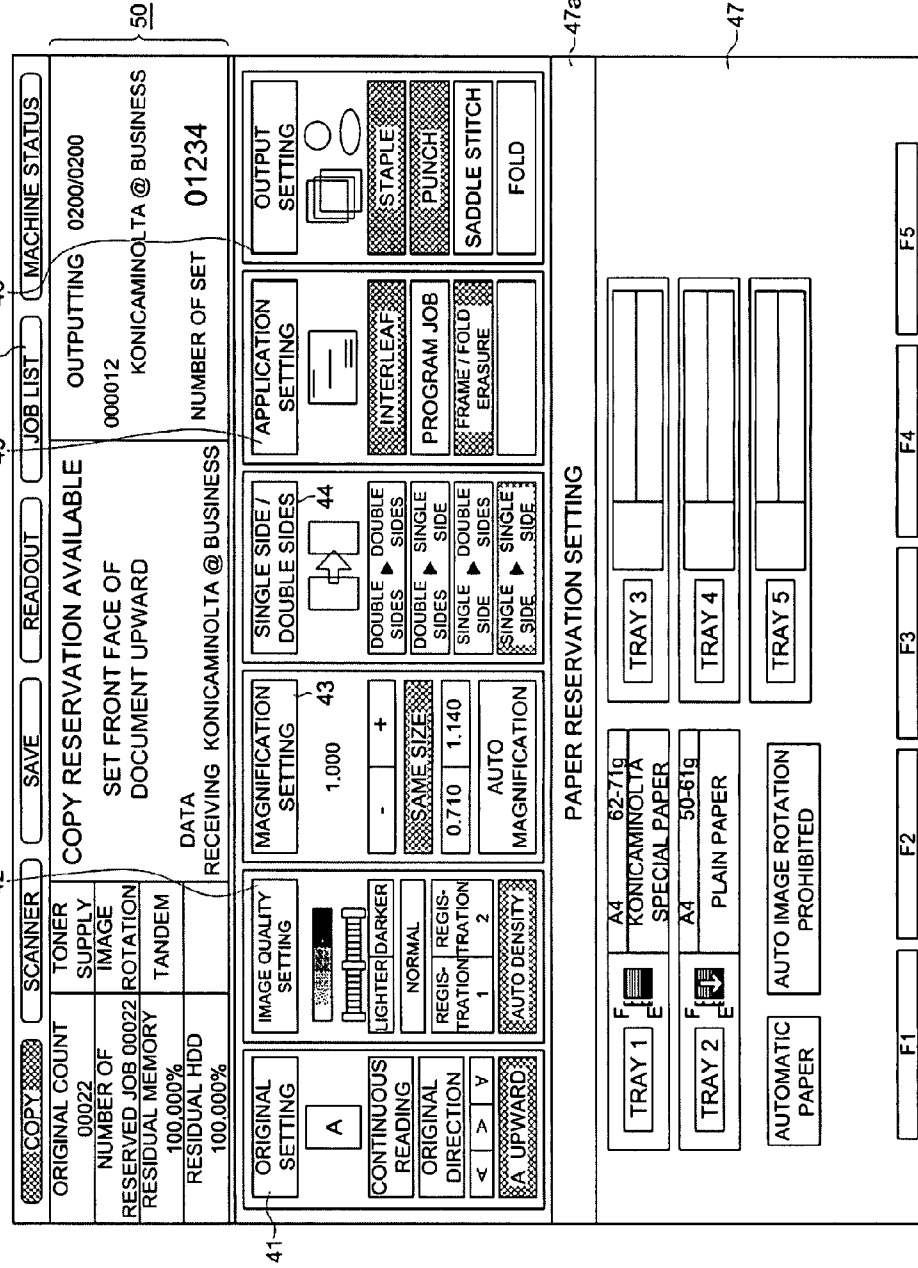 COPY
SCANNER
SAVE
READOUT
JOB LIST
MACHINE STATUS
50
ORIGINAL COUNT
00022
NUMBER OF
RESERVED JOB 00022
RESIDUAL MEMORY
100.000%
RESIDUAL HDD
100.000%
TONER
SUPPLY
IMAGE
ROTATION
TANDEM
COPY RESERVATION AVAILABLE
SET FRONT FACE OF
DOCUMENT UPWARD
DATA
RECEIVING KONICAMINOLTA @ BUSINESS
OUTPUTTING 0200/0200
000012
KONICAMINOLTA @ BUSINESS
NUMBER OF SET 01234
41
ORIGINAL
SETTING
A
CONTINUOUS
READING
ORIGINAL
DIRECTION
A A A A
A UPWARD
IMAGE QUALITY
SETTING
LIGHTER DARKER
NORMAL
REGIS-
TRATION
1
REGIS-
TRATION
2
AUTO DENSITY
MAGNIFICATION
SETTING
43
1.000
- +
SAME SIZE
0.710 1.140
AUTO
MAGNIFICATION
SINGLE SIDE /
DOUBLE SIDES
44
DOUBLE SIDES ▶ DOUBLE SIDES
DOUBLE SIDES ▶ SINGLE SIDE
SINGLE SIDE ▶ DOUBLE SIDES
SINGLE SIDE ▶ SINGLE SIDE
APPLICATION
SETTING
INTERLEAF
PROGRAM JOB
FRAME / FOLD
ERASURE
OUTPUT
SETTING
STAPLE
PUNCH
SADDLE STITCH
FOLD
PAPER RESERVATION SETTING
47a
47
TRAY 1
F
E
A4 62-71g
KONICAMINOLTA
SPECIAL PAPER
TRAY 2
F
E
A4 50-61g
PLAIN PAPER
AUTOMATIC
PAPER
AUTO IMAGE ROTATION
PROHIBITED
TRAY 3
TRAY 4
TRAY 5
F1
F2
F3
F4
F5